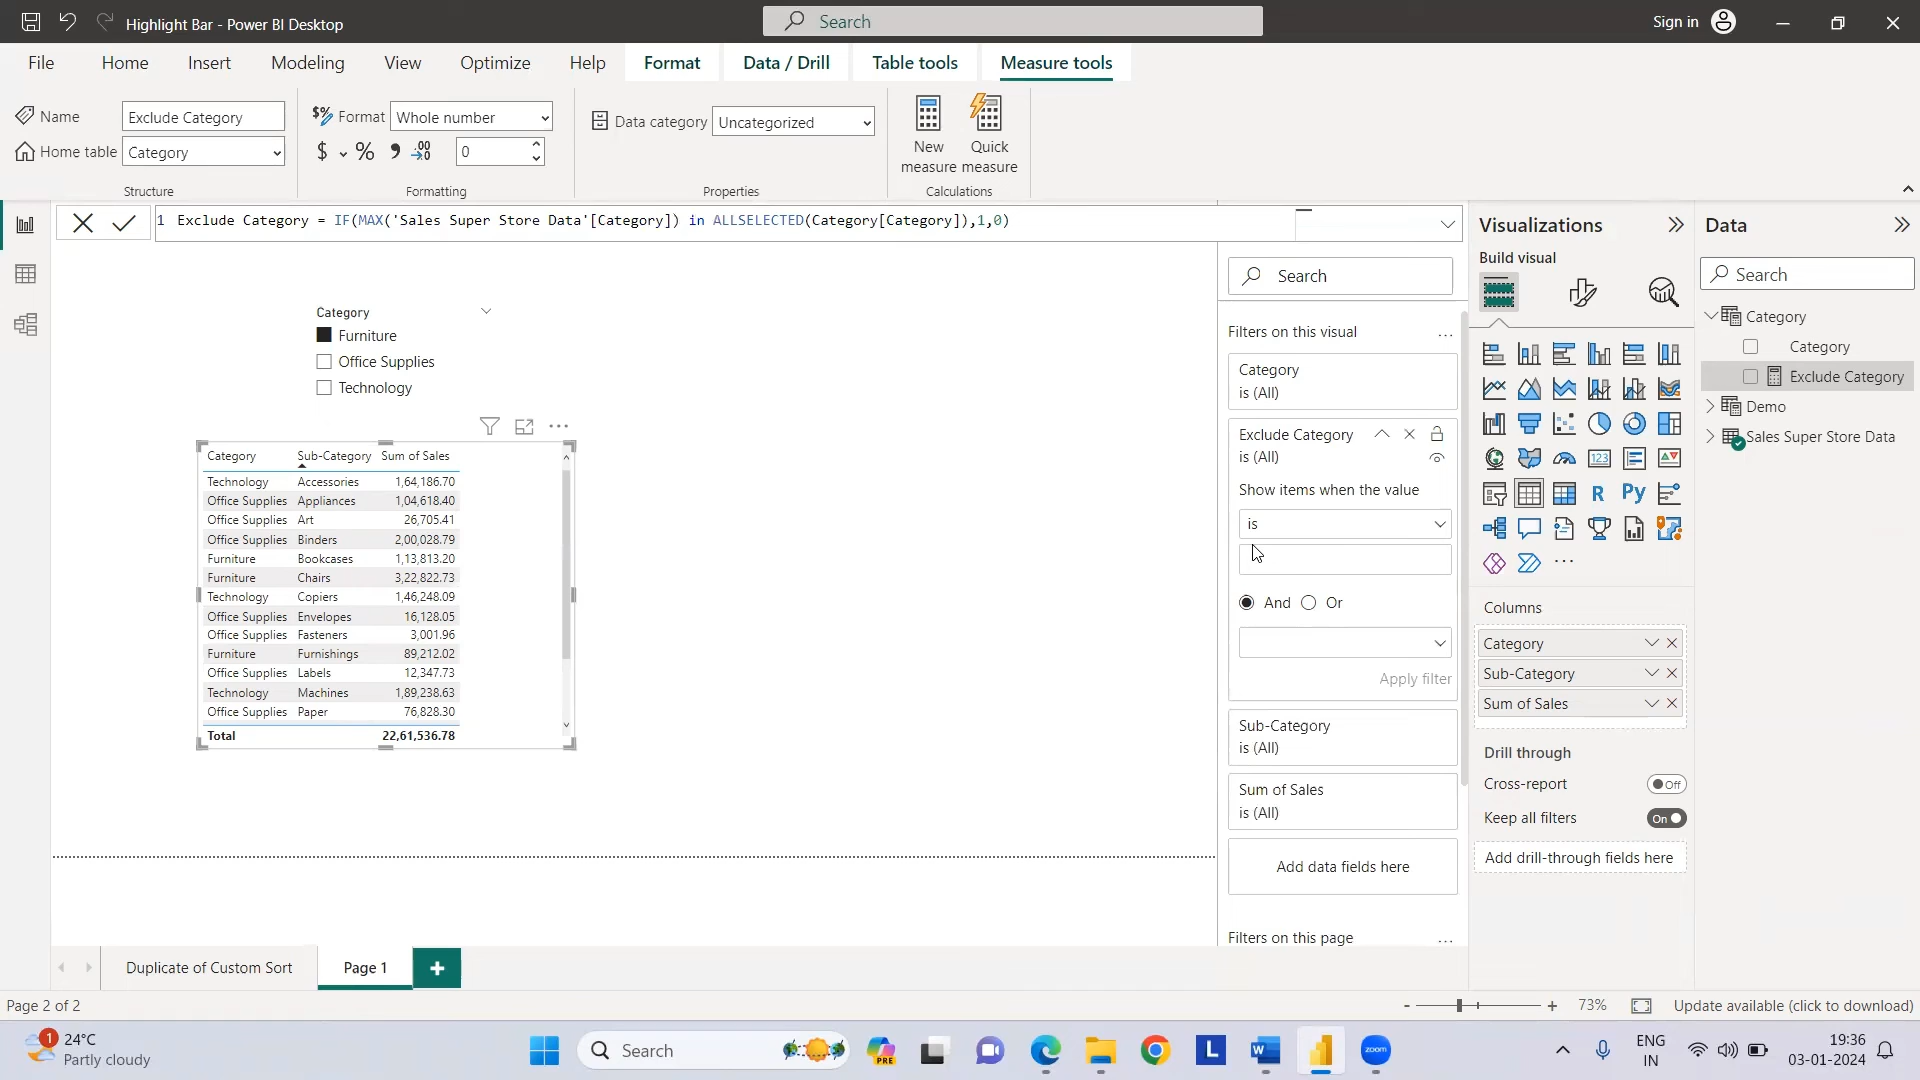 Highlight Bar - Power BI Desktop
Search
Sign in
File Home Insert Modeling View Optimize Help Format Data / Drill Table tools Measure tools
Name Exclude Category
Home table Category
Structure
Format Whole number
$ % 0
Formatting
Data category Uncategorized
Properties
New measure
Quick measure
Calculations
1 Exclude Category = IF(MAX('Sales Super Store Data'[Category]) in ALLSELECTED(Category[Category]),1,0)
Category
Furniture
Office Supplies
Technology
Category Sub-Category Sum of Sales
Technology Accessories 1,64,186.70
Office Supplies Appliances 1,04,618.40
Office Supplies Art 26,705.41
Office Supplies Binders 2,00,028.79
Furniture Bookcases 1,13,813.20
Furniture Chairs 3,22,822.73
Technology Copiers 1,46,248.09
Office Supplies Envelopes 16,128.05
Office Supplies Fasteners 3,001.96
Furniture Furnishings 89,212.02
Office Supplies Labels 12,347.73
Technology Machines 1,89,238.63
Office Supplies Paper 76,828.30
Total 22,61,536.78
Search
Filters on this visual ...
Category
is (All)
Exclude Category
is (All)
Show items when the value
is
And Or
Apply filter
Sub-Category
is (All)
Sum of Sales
is (All)
Add data fields here
Filters on this page ...
Visualizations
Build visual
123
R
Py
...
Columns
Category
Sub-Category
Sum of Sales
Drill through
Cross-report Off
Keep all filters On
Add drill-through fields here
Data
Search
Category
Category
Exclude Category
Demo
Sales Super Store Data
Duplicate of Custom Sort
Page 1
+
Page 2 of 2
- + 73%
Update available (click to download)
1
24°C
Partly cloudy
Search
PRE
L
W
zoom
ENG
IN
19:36
03-01-2024